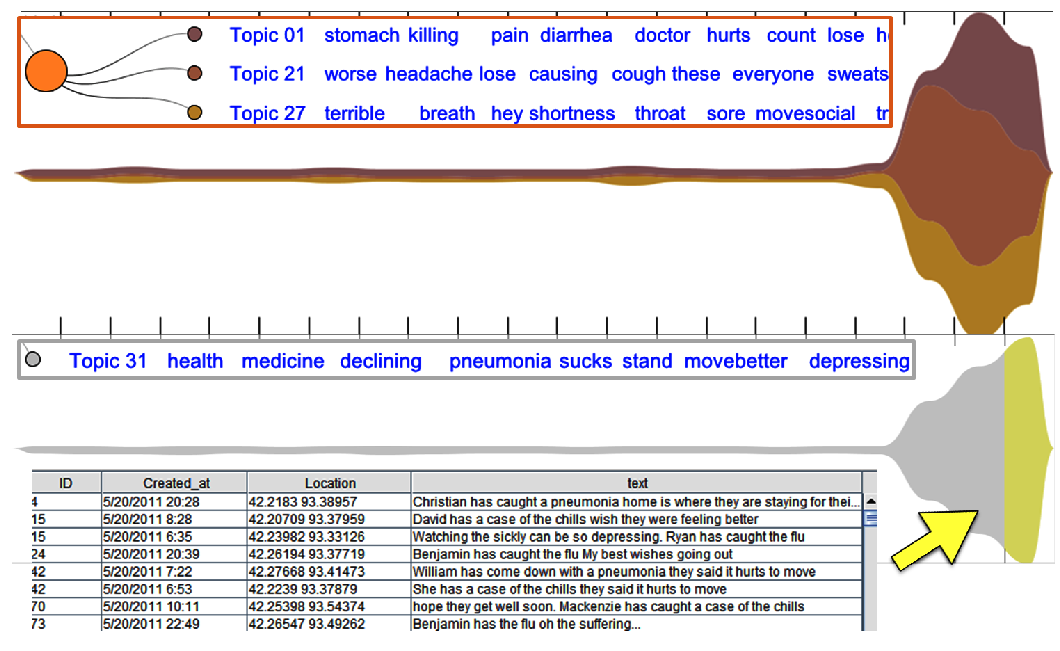 Topic 01 stomach killing pain diarrhea doctor hurts count lose
Topic 21 worse headache lose causing cough these everyone sweats
Topic 27 terrible breath hey shortness throat sore movesocial
Topic 31 health medicine declining pneumonia sucks stand movebetter depressing
ID Created_at Location text
4 5/20/2011 20:28 42.2183 93.38957 Christian has caught a pneumonia home is where they are staying for thei...
15 5/20/2011 8:28 42.20709 93.37959 David has a case of the chills wish they were feeling better
15 5/20/2011 6:35 42.23982 93.33126 Watching the sickly can be so depressing. Ryan has caught the flu
24 5/20/2011 20:39 42.26194 93.37719 Benjamin has caught the flu My best wishes going out
42 5/20/2011 7:22 42.27668 93.41473 William has come down with a pneumonia they said it hurts to move
42 5/20/2011 6:53 42.2239 93.37879 She has a case of the chills they said it hurts to move
70 5/20/2011 10:11 42.25398 93.54374 hope they get well soon. Mackenzie has caught a case of the chills
73 5/20/2011 22:49 42.26547 93.49262 Benjamin has the flu oh the suffering...